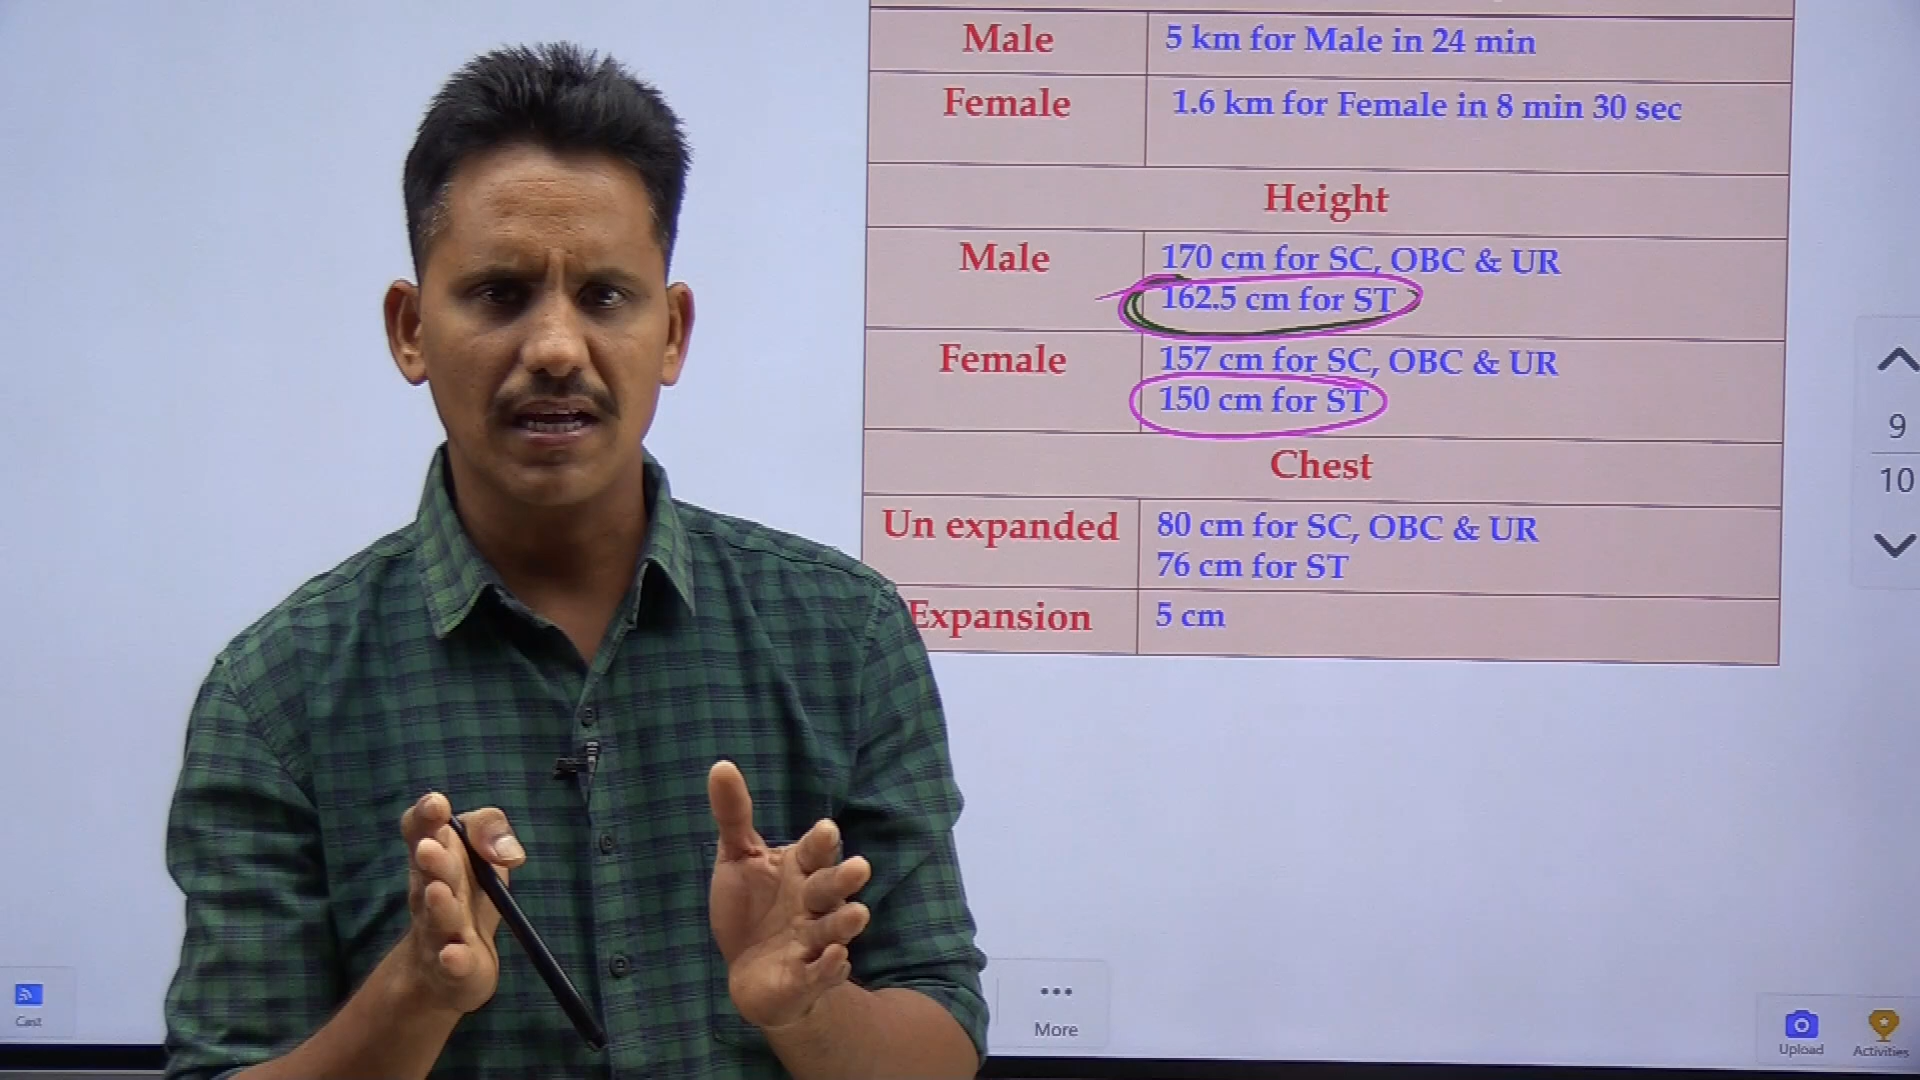 Male
5 km for Male in 24 min
Female
1.6 km for Female in 8 min 30 sec
Height
Male
170 cm for SC, OBC & UR
162.5 cm for ST
Female
157 cm for SC, OBC & UR
150 cm for ST
Chest
Un expanded
80 cm for SC, OBC & UR
76 cm for ST
Expansion
5 cm
9
10
Cast
More
Upload
Activities